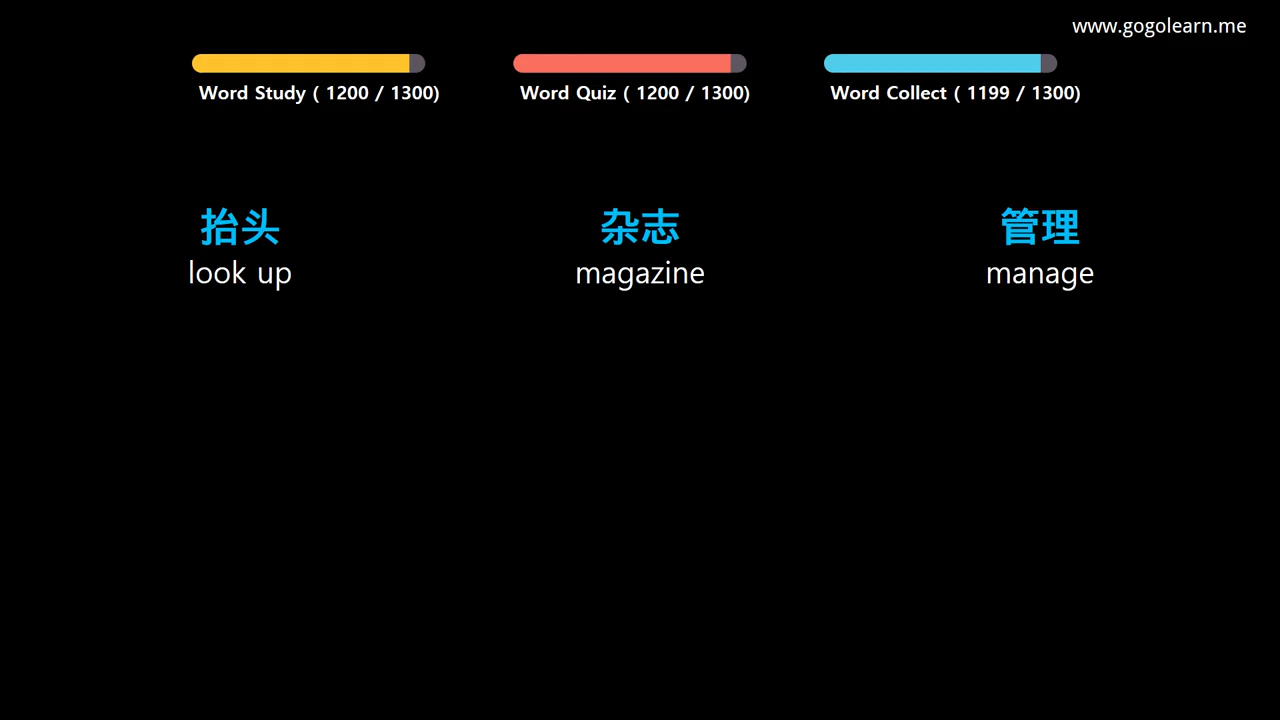 www.gogolearn.me
Word Study ( 1200 / 1300)
Word Quiz ( 1200 / 1300)
Word Collect ( 1199 / 1300)
抬头
look up
杂志
magazine
管理
manage